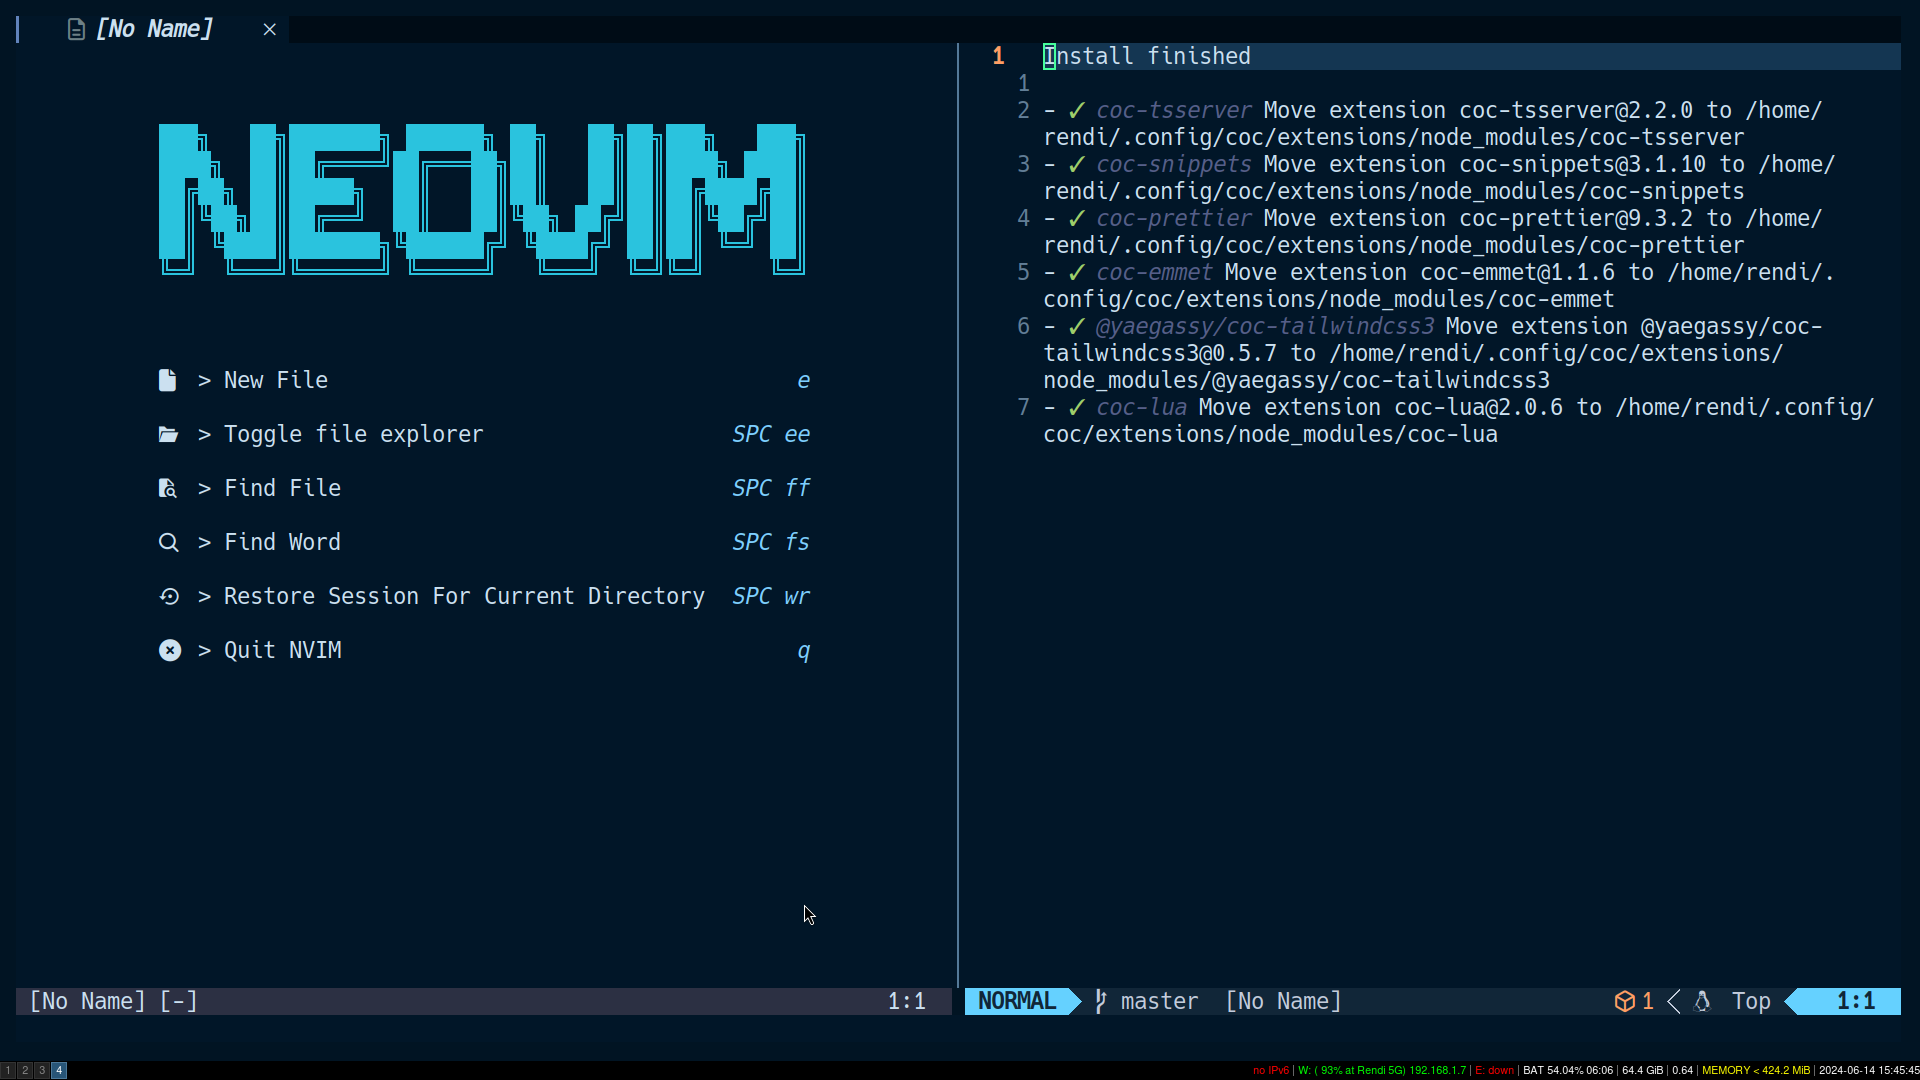 [No Name] ×
NEOVIM
> New File e
> Toggle file explorer SPC ee
> Find File SPC ff
> Find Word SPC fs
> Restore Session For Current Directory SPC wr
> Quit NVIM q
[No Name] [-] 1:1
1 Install finished
1
2 - ✓ coc-tsserver Move extension coc-tsserver@2.2.0 to /home/
rendi/.config/coc/extensions/node_modules/coc-tsserver
3 - ✓ coc-snippets Move extension coc-snippets@3.1.10 to /home/
rendi/.config/coc/extensions/node_modules/coc-snippets
4 - ✓ coc-prettier Move extension coc-prettier@9.3.2 to /home/
rendi/.config/coc/extensions/node_modules/coc-prettier
5 - ✓ coc-emmet Move extension coc-emmet@1.1.6 to /home/rendi/.
config/coc/extensions/node_modules/coc-emmet
6 - ✓ @yaegassy/coc-tailwindcss3 Move extension @yaegassy/coc-
tailwindcss3@0.5.7 to /home/rendi/.config/coc/extensions/
node_modules/@yaegassy/coc-tailwindcss3
7 - ✓ coc-lua Move extension coc-lua@2.0.6 to /home/rendi/.config/
coc/extensions/node_modules/coc-lua
NORMAL master [No Name] 1 Top 1:1
1 2 3 4
no IPv6 | W: ( 93% at Rendi 5G) 192.168.1.7 | E: down | BAT 54.04% 06:06 | 64.4 GiB | 0.64 | MEMORY < 424.2 MiB | 2024-06-14 15:45:45